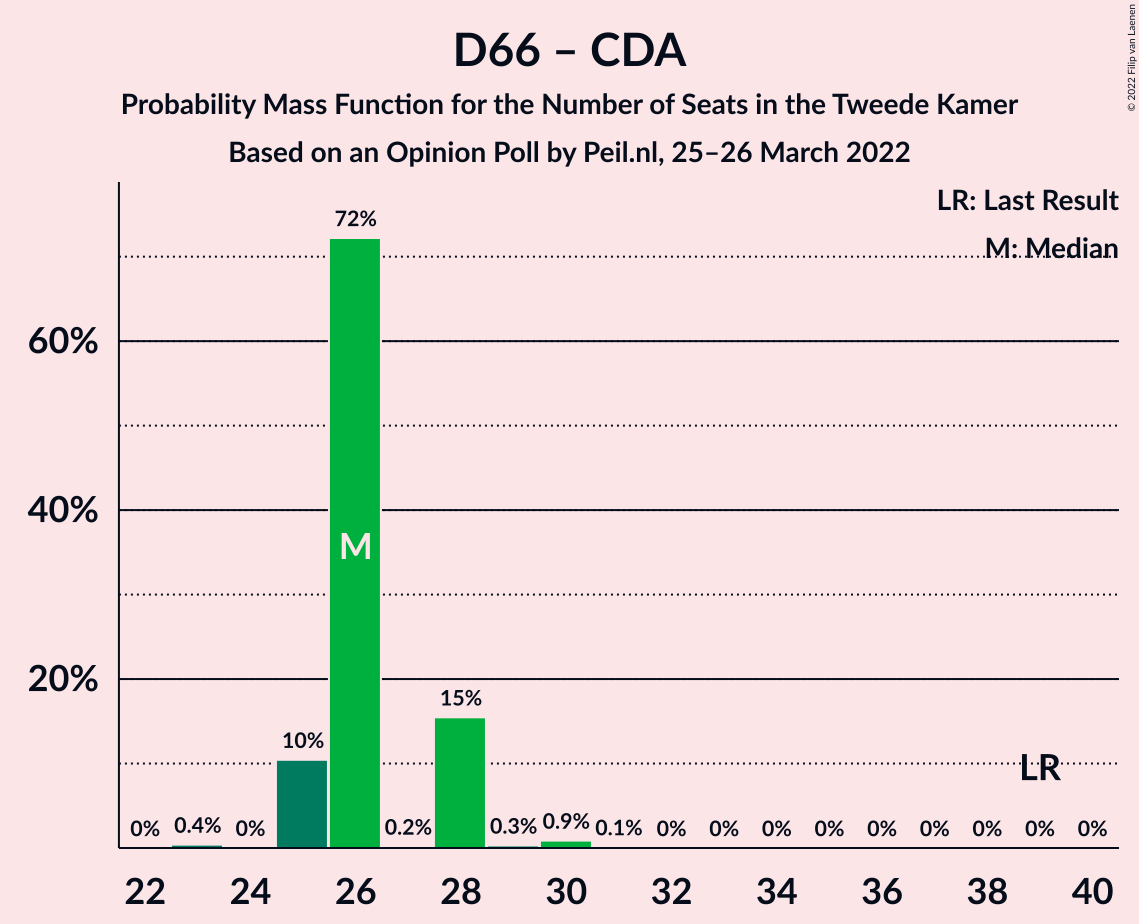 D66 – CDA
Probability Mass Function for the Number of Seats in the Tweede Kamer
Based on an Opinion Poll by Peil.nl, 25–26 March 2022
© 2022 Filip van Laenen
LR: Last Result
M: Median
60%
40%
20%
0% 0.4% 0% 10% 72% 0.2% 15% 0.3% 0.9% 0.1% 0% 0% 0% 0% 0% 0% 0% 0% 0%
M
LR
22 24 26 28 30 32 34 36 38 40